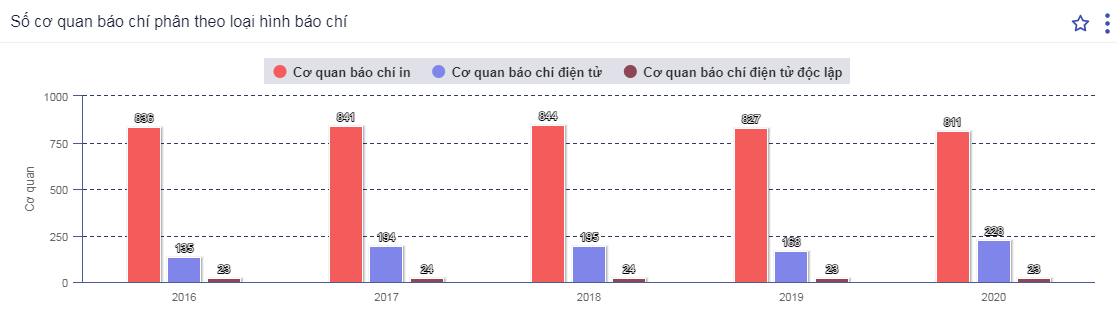 Số cơ quan báo chí phân theo loại hình báo chí
Cơ quan báo chí in Cơ quan báo chí điện tử Cơ quan báo chí điện tử độc lập
Cơ quan
1000
750
500
250
0
836 135 23
841 194 24
844 195 24
827 168 23
811 228 23
2016 2017 2018 2019 2020